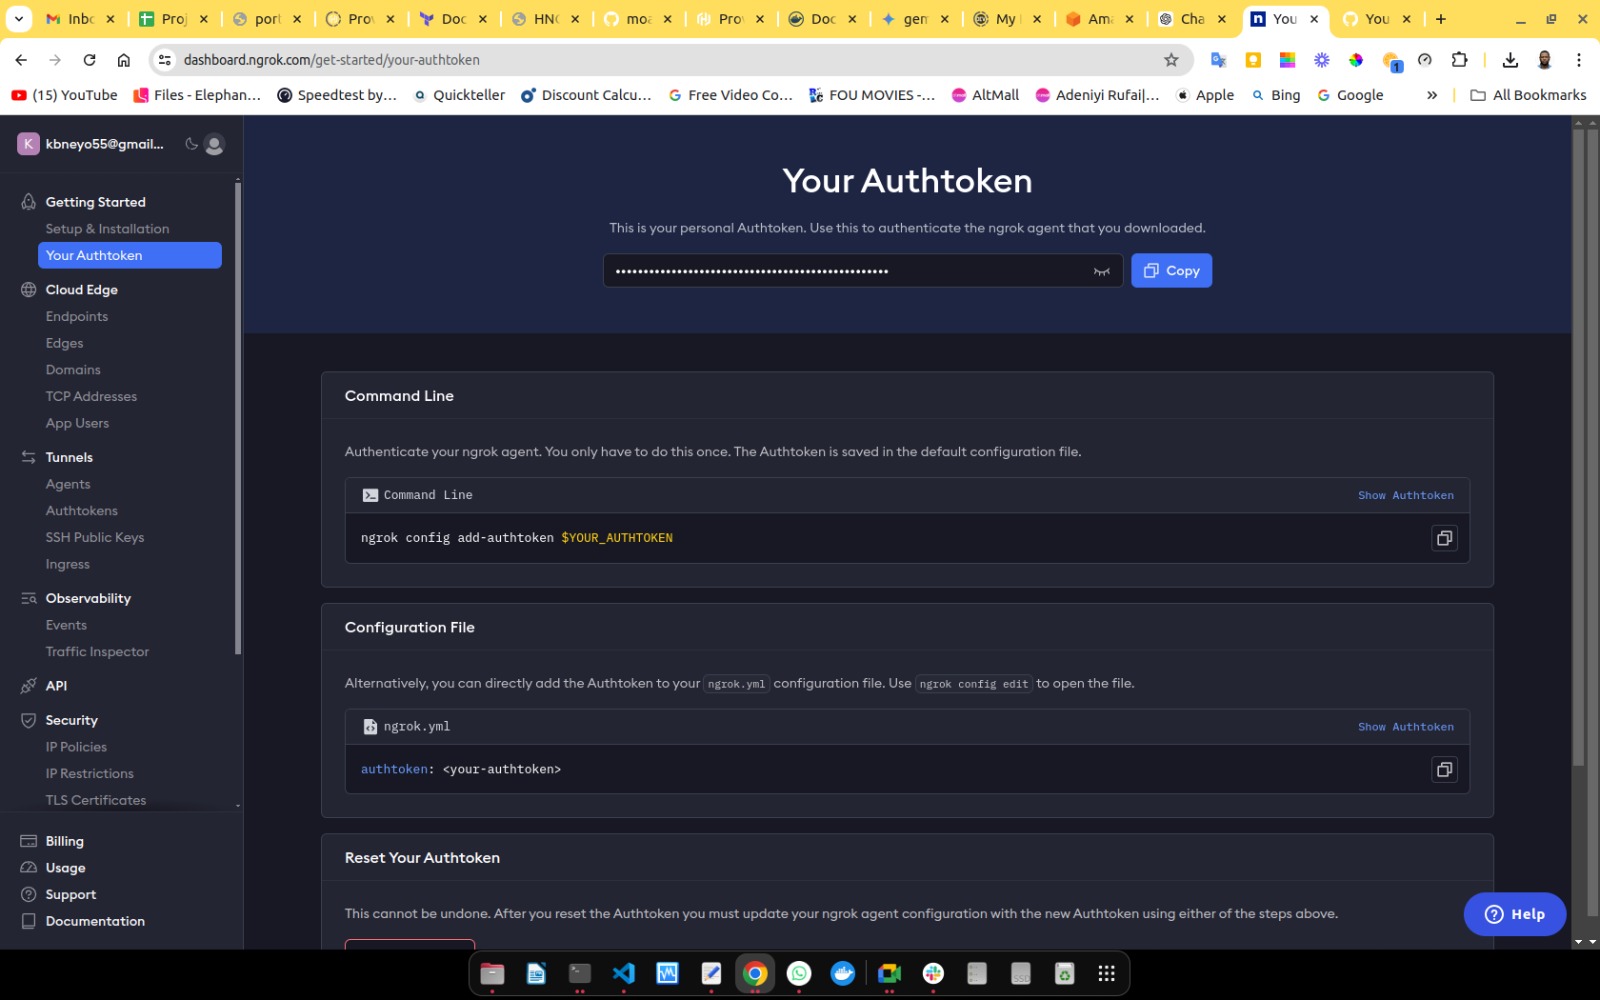 Inbo
Proj
port
Prov
Doc
HNC
moa
Prov
Doc
gen
My
Ama
Cha
You
You
dashboard.ngrok.com/get-started/your-authtoken
1
(15) YouTube
Files - Elephan...
Speedtest by...
Quickteller
Discount Calcu...
Free Video Co...
FOU MOVIES -...
AltMall
Adeniyi Rufai|...
Apple
Bing
Google
»
All Bookmarks
K kbneyo55@gmail...
Getting Started
Setup & Installation
Your Authtoken
Cloud Edge
Endpoints
Edges
Domains
TCP Addresses
App Users
Tunnels
Agents
Authtokens
SSH Public Keys
Ingress
Observability
Events
Traffic Inspector
API
Security
IP Policies
IP Restrictions
TLS Certificates
Billing
Usage
Support
Documentation
Your Authtoken
This is your personal Authtoken. Use this to authenticate the ngrok agent that you downloaded.
••••••••••••••••••••••••••••••••••••••••••••••••• Copy
Command Line
Authenticate your ngrok agent. You only have to do this once. The Authtoken is saved in the default configuration file.
Command Line Show Authtoken
ngrok config add-authtoken $YOUR_AUTHTOKEN
Configuration File
Alternatively, you can directly add the Authtoken to your ngrok.yml configuration file. Use ngrok config edit to open the file.
ngrok.yml Show Authtoken
authtoken: <your-authtoken>
Reset Your Authtoken
This cannot be undone. After you reset the Authtoken you must update your ngrok agent configuration with the new Authtoken using either of the steps above.
Help